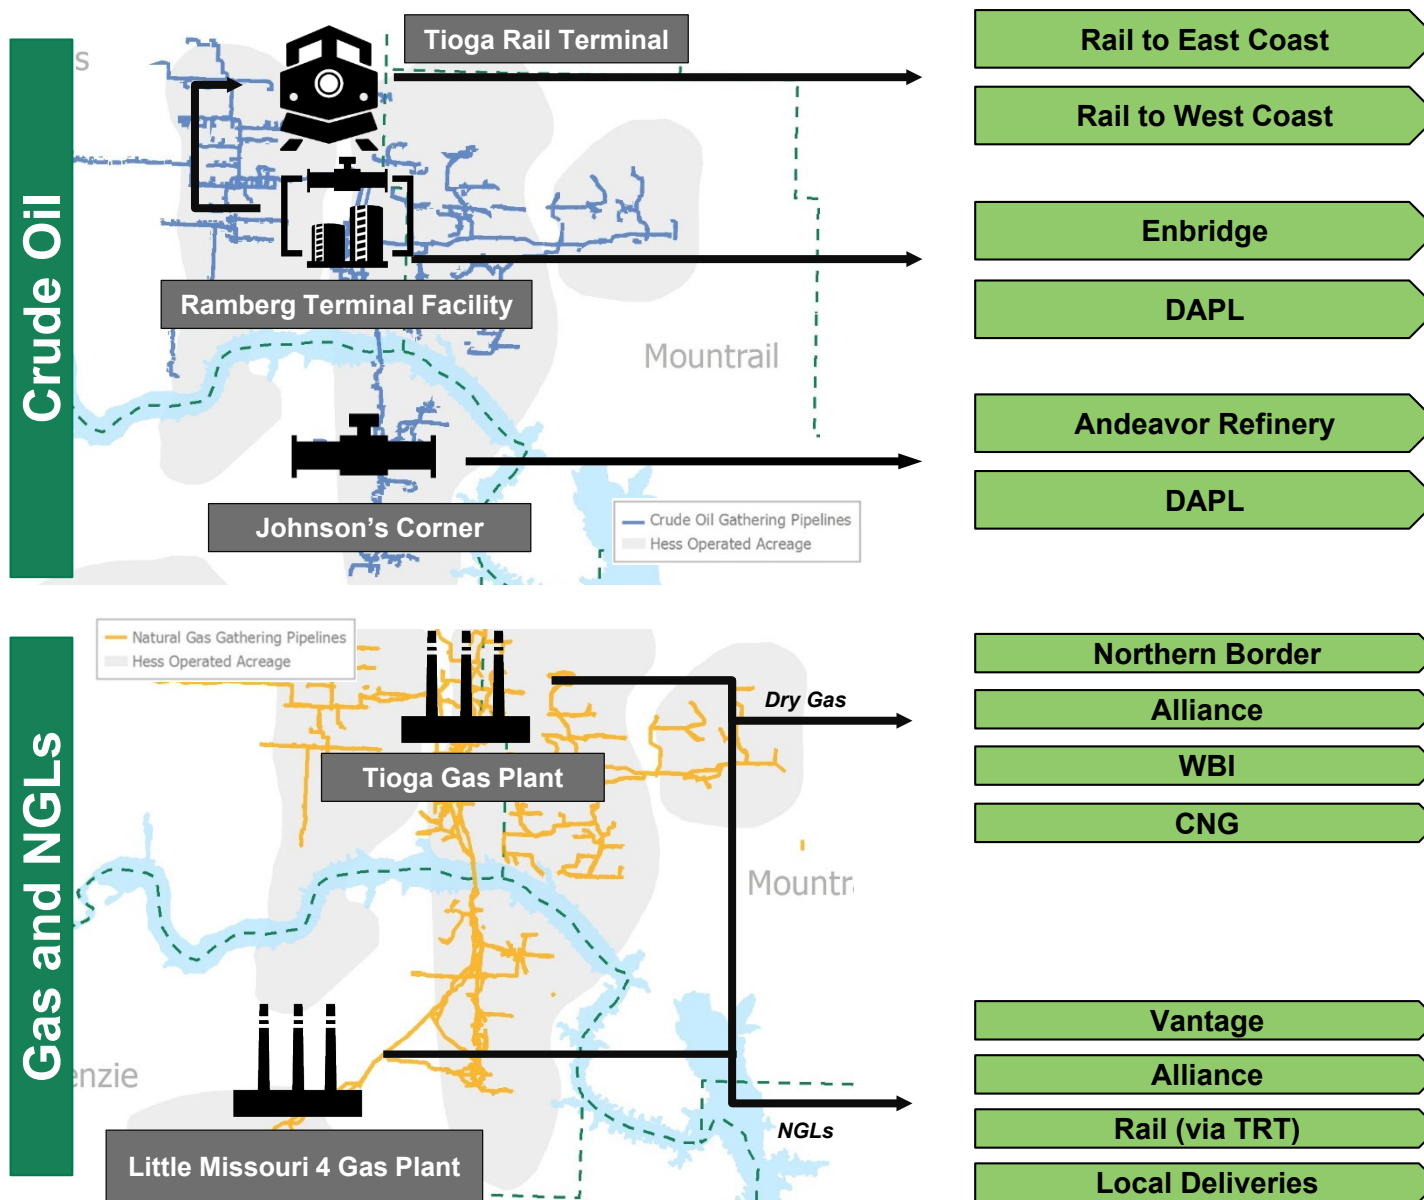 Crude Oil
s
Tioga Rail Terminal
Rail to East Coast
Rail to West Coast
Enbridge
Ramberg Terminal Facility
DAPL
Mountrail
Andeavor Refinery
Johnson's Corner
DAPL
Crude Oil Gathering Pipelines
Hess Operated Acreage
Gas and NGLs
Natural Gas Gathering Pipelines
Hess Operated Acreage
Northern Border
Dry Gas
Alliance
Tioga Gas Plant
WBI
CNG
Mountr
Vantage
enzie
Alliance
NGLs
Rail (via TRT)
Little Missouri 4 Gas Plant
Local Deliveries